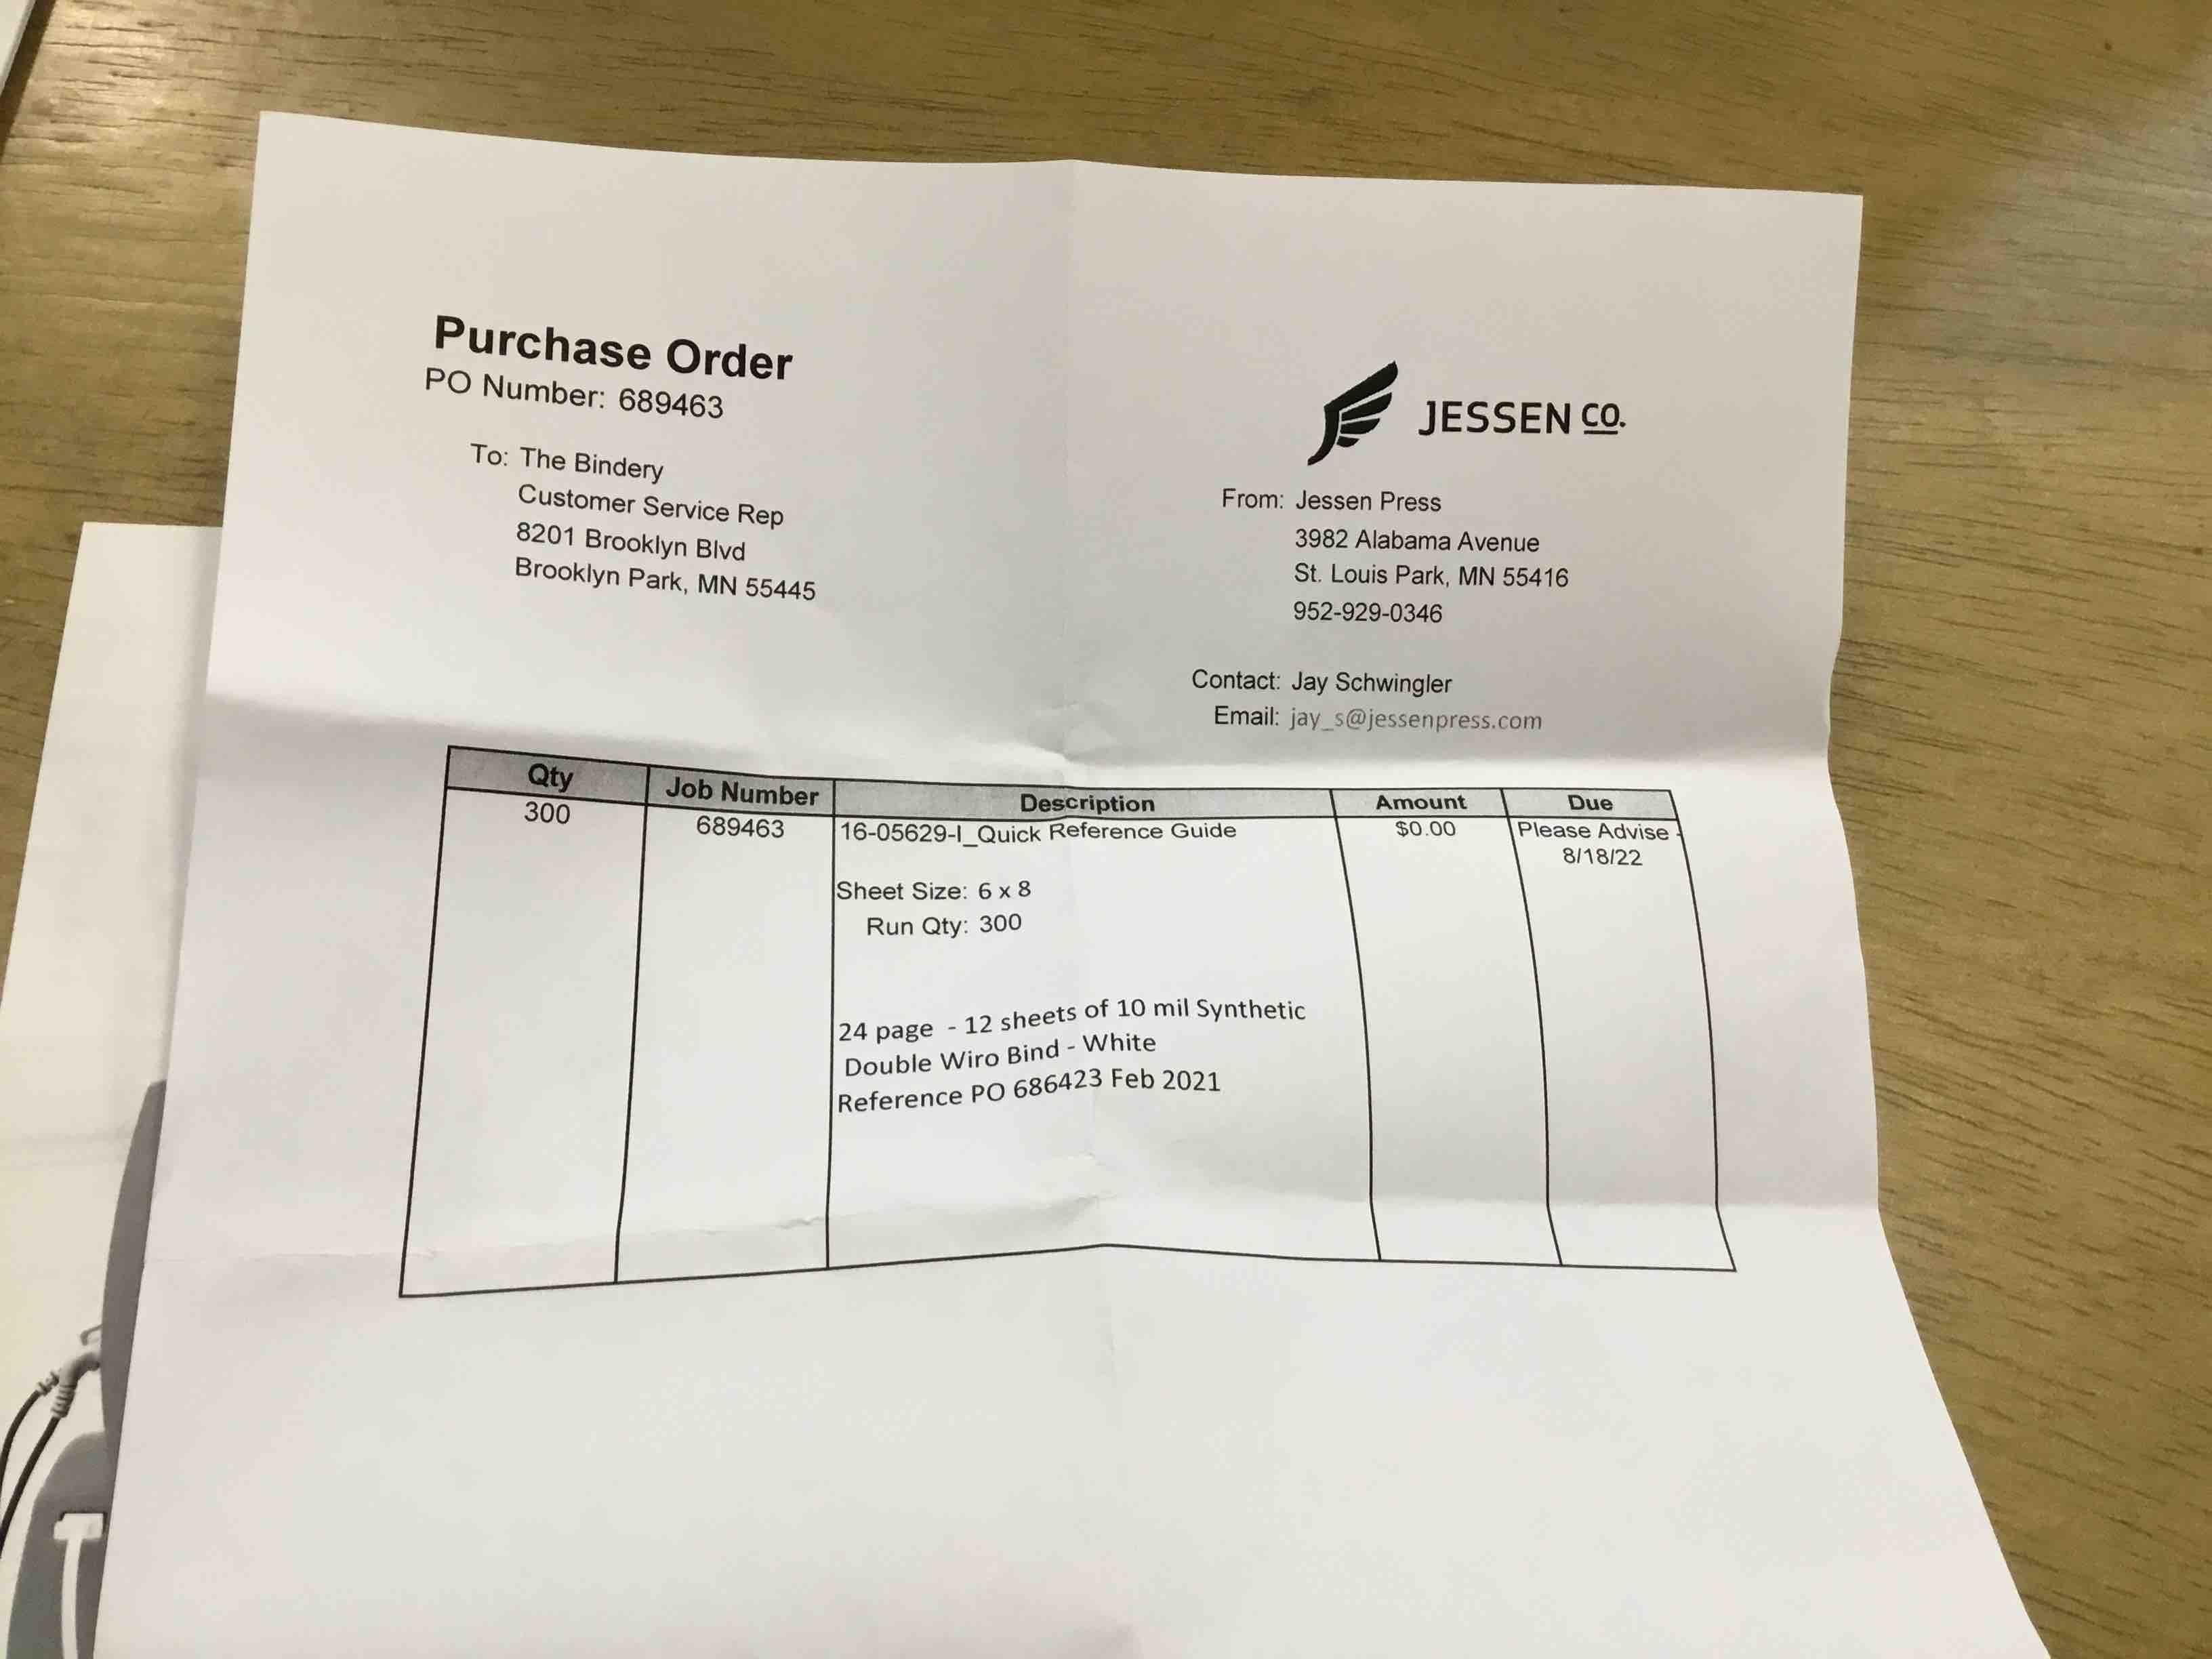 Purchase Order
PO Number: 689463
To: The Bindery
Customer Service Rep
8201 Brooklyn Blvd
Brooklyn Park, MN 55445
JESSEN CO.
From: Jessen Press
3982 Alabama Avenue
St. Louis Park, MN 55416
952-929-0346
Contact: Jay Schwingler
Email: jay_s@jessenpress.com
Qty Job Number Description Amount Due
300 689463 16-05629-I_Quick Reference Guide $0.00 Please Advise -
8/18/22
Sheet Size: 6 x 8
Run Qty: 300
24 page - 12 sheets of 10 mil Synthetic
Double Wiro Bind - White
Reference PO 686423 Feb 2021